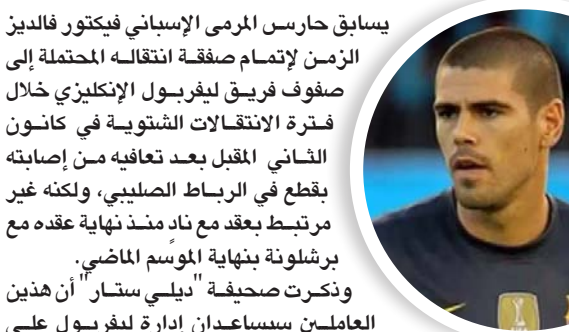 يسابق حارس المرمى الإسباني فيكتور فالديز
الزمن لإتمام صفقة انتقاله المحتملة إلى
صفوف فريق ليفربول الإنكليزي خلال
فترة الانتقالات الشتوية في كانون
الثاني المقبل بعد تعافيه من إصابته
بقطع في الرباط الصليبي، ولكنه غير
مرتبط بعقد مع ناد منذ نهاية عقده مع
برشلونة بنهاية الموسم الماضي.
وذكرت صحيفة "ديلي ستار" أن هذين
العاملين سيساعدان إدارة ليفربول على